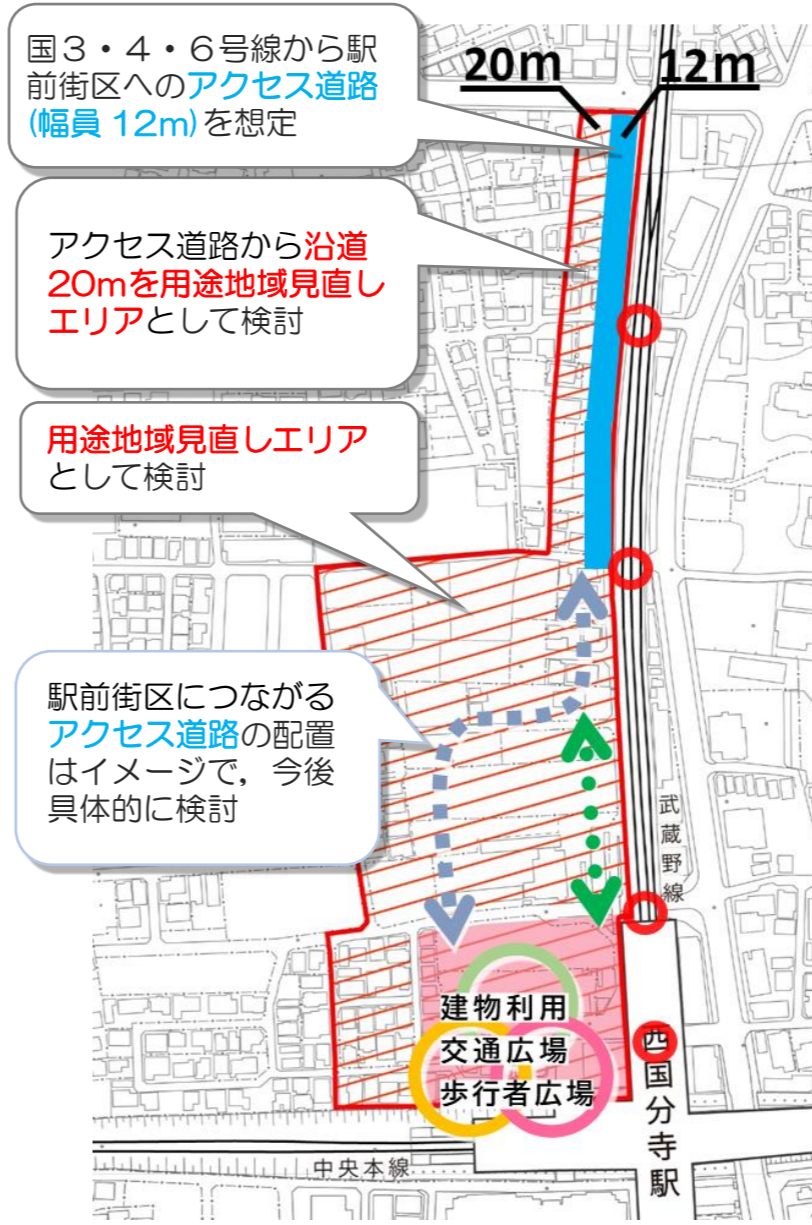 国3・4・6号線から駅
前街区へのアクセス道路
(幅員 12m)を想定
20m
12m
アクセス道路から沿道
20mを用途地域見直し
エリアとして検討
用途地域見直しエリア
として検討
駅前街区につながる
アクセス道路の配置
はイメージで，今後
具体的に検討
武蔵野線
建物利用
交通広場
歩行者広場
西国分寺駅
中央本線